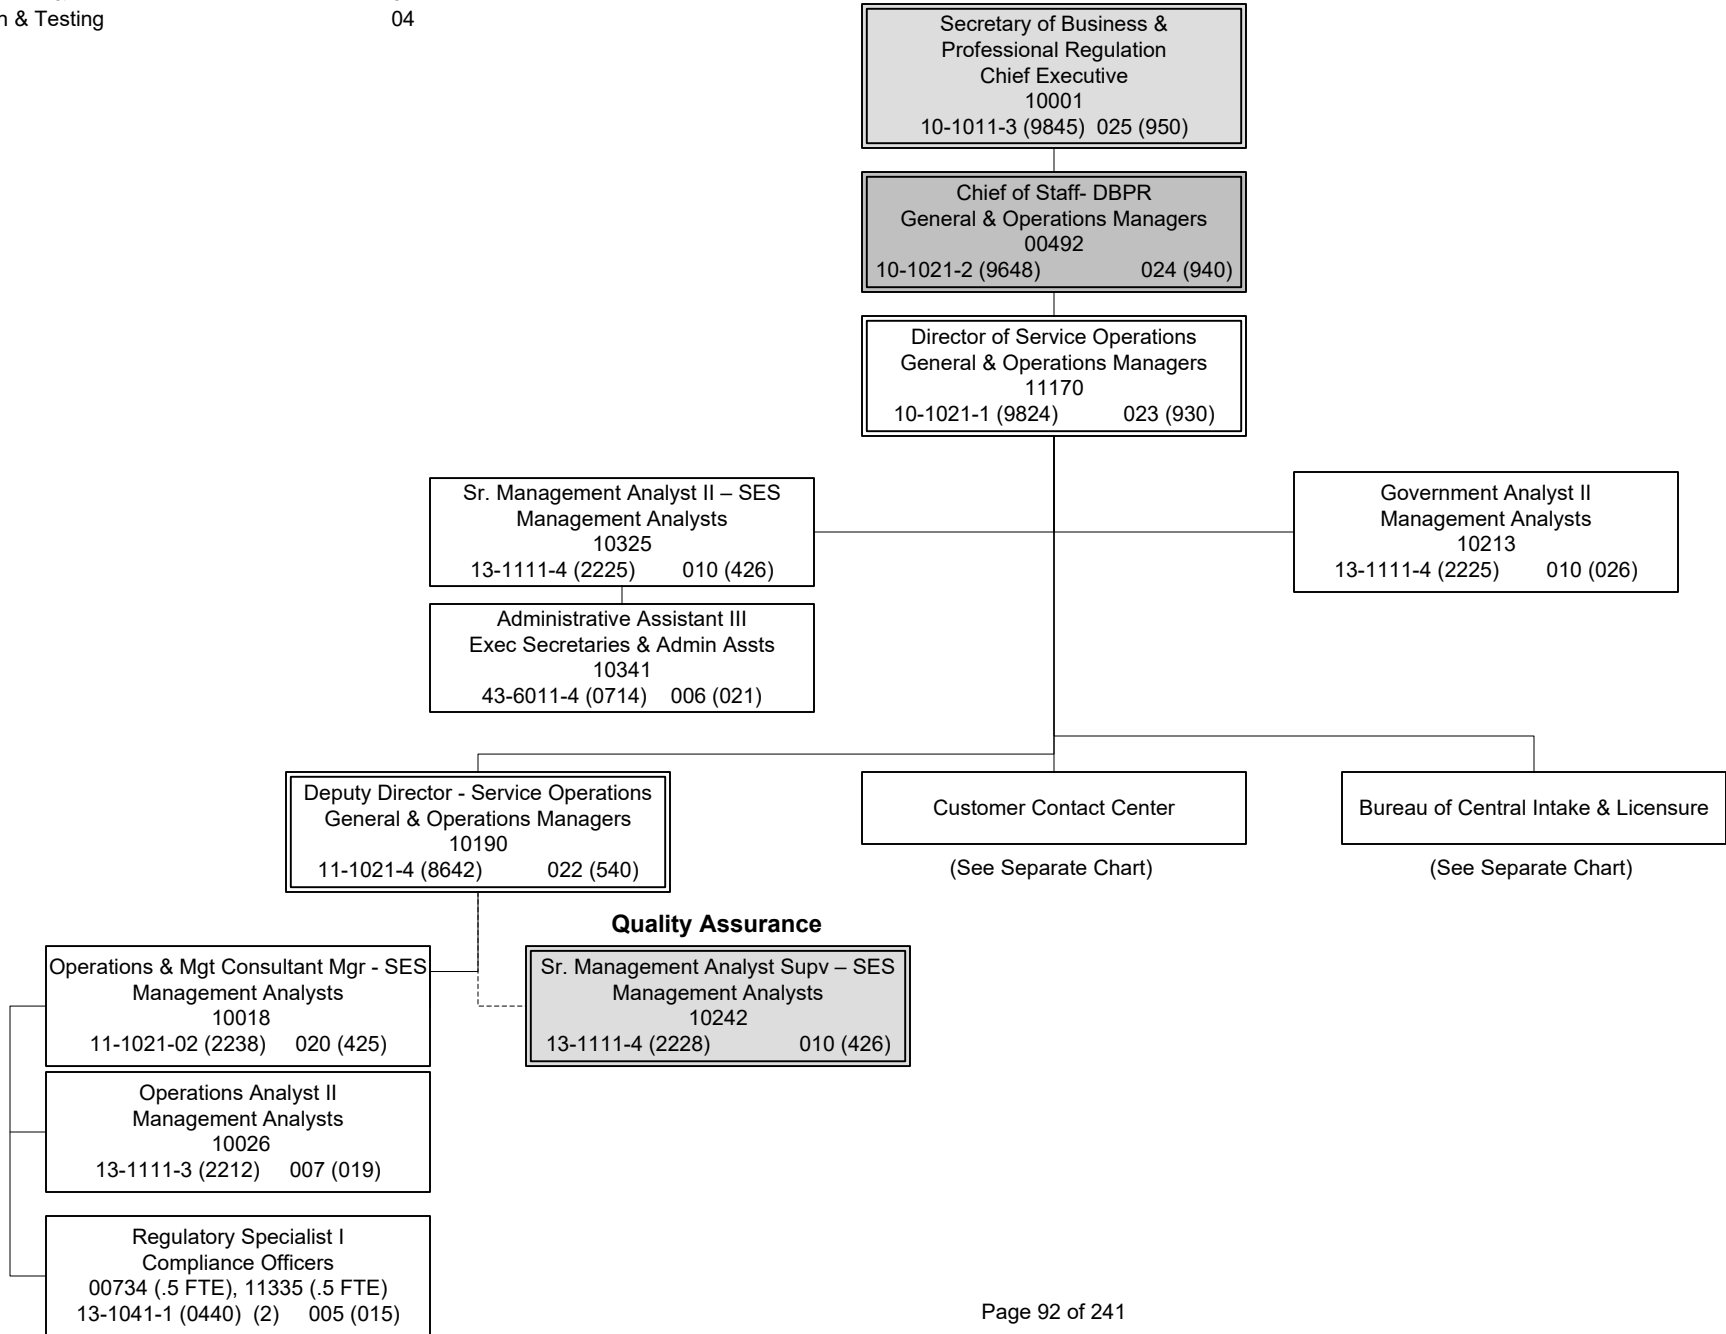 & Testing 04
Secretary of Business &
Professional Regulation
Chief Executive
10001
10-1011-3 (9845) 025 (950)
Chief of Staff- DBPR
General & Operations Managers
00492
10-1021-2 (9648) 024 (940)
Director of Service Operations
General & Operations Managers
11170
10-1021-1 (9824) 023 (930)
Sr. Management Analyst II – SES
Management Analysts
10325
13-1111-4 (2225) 010 (426)
Government Analyst II
Management Analysts
10213
13-1111-4 (2225) 010 (026)
Administrative Assistant III
Exec Secretaries & Admin Assts
10341
43-6011-4 (0714) 006 (021)
Deputy Director - Service Operations
General & Operations Managers
10190
11-1021-4 (8642) 022 (540)
Customer Contact Center
(See Separate Chart)
Bureau of Central Intake & Licensure
(See Separate Chart)
Quality Assurance
Operations & Mgt Consultant Mgr - SES
Management Analysts
10018
11-1021-02 (2238) 020 (425)
Sr. Management Analyst Supv – SES
Management Analysts
10242
13-1111-4 (2228) 010 (426)
Operations Analyst II
Management Analysts
10026
13-1111-3 (2212) 007 (019)
Regulatory Specialist I
Compliance Officers
00734 (.5 FTE), 11335 (.5 FTE)
13-1041-1 (0440) (2) 005 (015)
Page 92 of 241